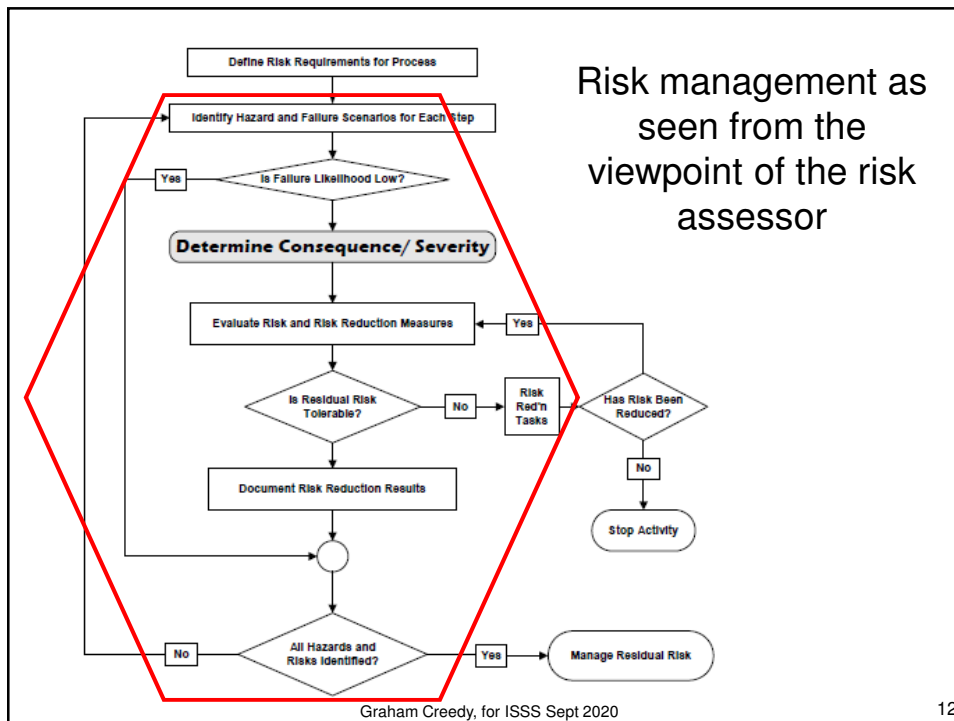 Define Risk Requirements for Process
Risk management as
seen from the
viewpoint of the risk
assessor
Identify Hazard and Failure Scenarios for Each Step
Yes
Is Failure Likelihood Low?
Determine Consequence/ Severity
Evaluate Risk and Risk Reduction Measures
Yes
Is Residual Risk
Tolerable?
No
Risk
Red'n
Tasks
Has Risk Been
Reduced?
No
Document Risk Reduction Results
Stop Activity
No
All Hazards and
Risks Identified?
Yes
Manage Residual Risk
Graham Creedy, for ISSS Sept 2020
12